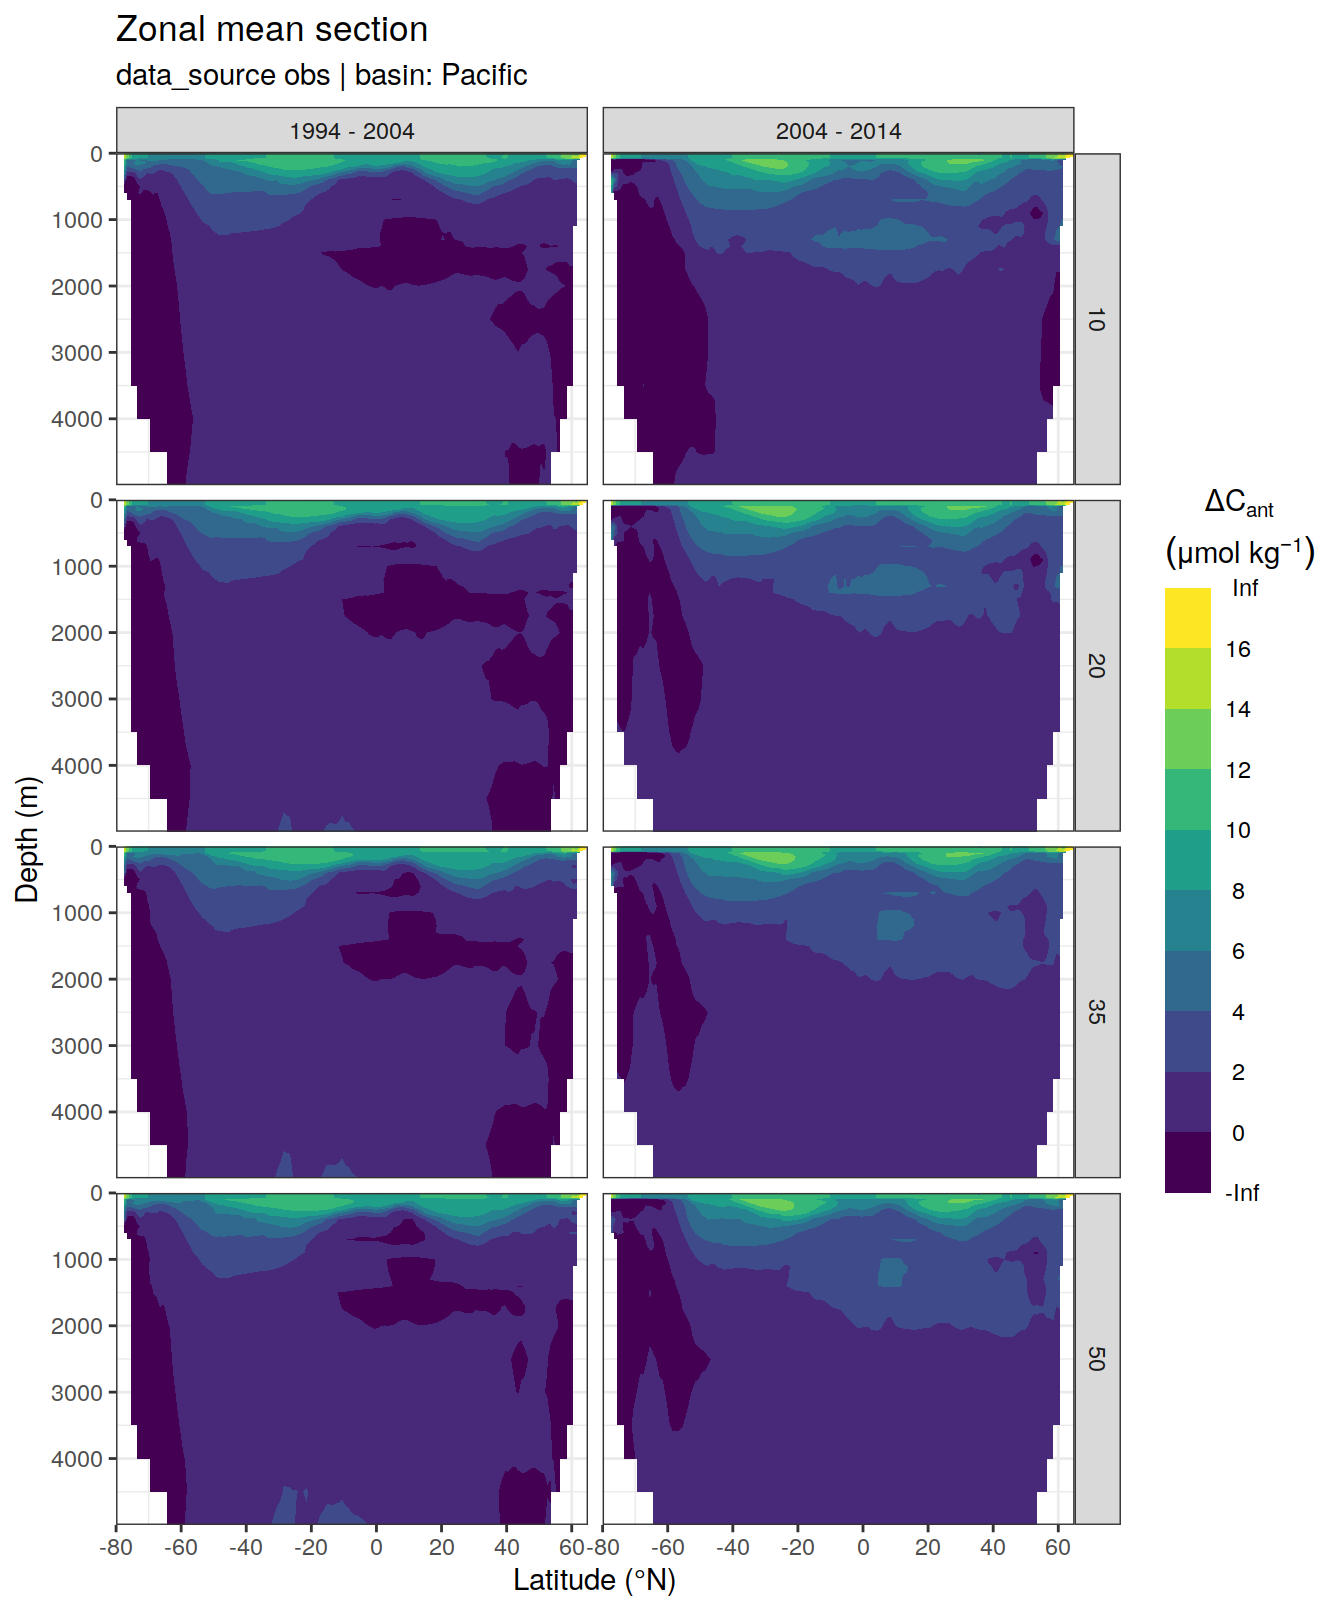 Zonal mean section
data_source obs | basin: Pacific
1994 - 2004
2004 - 2014
0
1000
2000
3000
4000
10
0
1000
2000
3000
4000
20
0
1000
2000
3000
4000
35
0
1000
2000
3000
4000
50
-80 -60 -40 -20 0 20 40 60
-80 -60 -40 -20 0 20 40 60
Latitude (°N)
Depth (m)
ΔCant
(μmol kg⁻¹)
Inf
16
14
12
10
8
6
4
2
0
-Inf